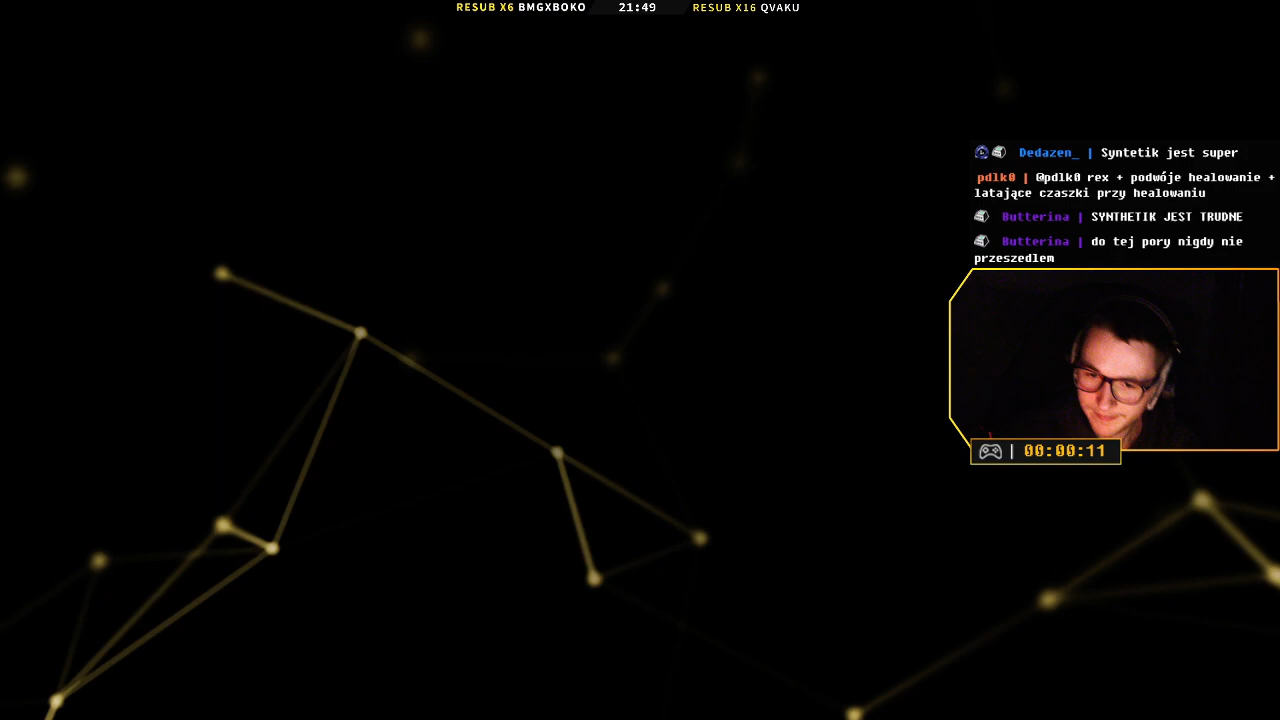 RESUB X6 BMGXBOKO 21:49 RESUB X16 QVAKU
Dedazen_ | Syntetik jest super
pdlk0 | @pdlk0 rex + podwóje healowanie +
latające czaszki przy healowaniu
Butterina | SYNTHETIK JEST TRUDNE
Butterina | do tej pory nigdy nie
przeszedlem
| 00:00:11